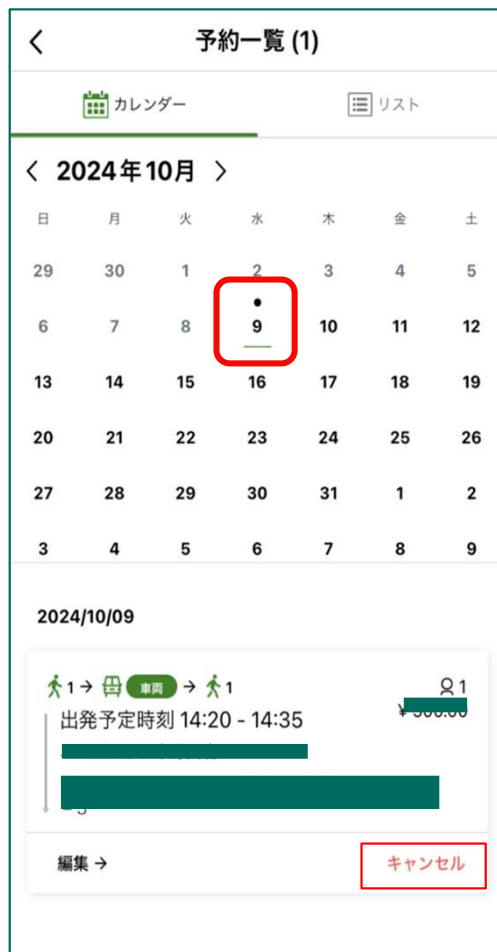 予約一覧 (1)
カレンダー リスト
2024年10月
日 月 火 水 木 金 土
29 30 1 2 3 4 5
6 7 8 9 10 11 12
13 14 15 16 17 18 19
20 21 22 23 24 25 26
27 28 29 30 31 1 2
3 4 5 6 7 8 9
2024/10/09
1 → 車両 → 1 1
出発予定時刻 14:20 - 14:35
編集 → キャンセル